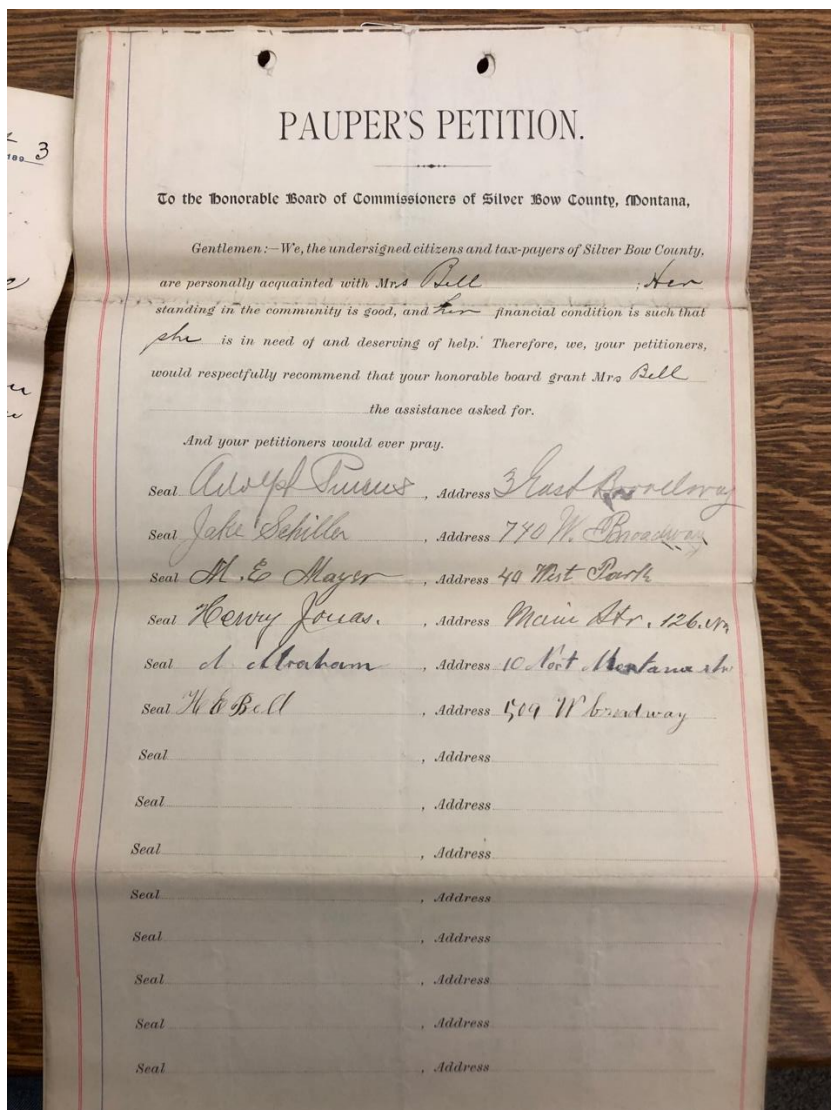 189 3
PAUPER'S PETITION.
To the Honorable Board of Commissioners of Silver Bow County, Montana,
Gentlemen:—We, the undersigned citizens and tax-payers of Silver Bow County,
are personally acquainted with Mrs Bell ; Her
standing in the community is good, and her financial condition is such that
she is in need of and deserving of help. Therefore, we, your petitioners,
would respectfully recommend that your honorable board grant Mrs Bell
the assistance asked for.
And your petitioners would ever pray.
Seal Adolph Pincus , Address 3 East Broadway
Seal Jake Schiller , Address 740 W. Broadway
Seal M. E Mayer , Address 40 West Park
Seal Henry Jonas. , Address Main Str. 126. No
Seal A. Abraham , Address 10 Nort Montana str
Seal H E Bell , Address 509 W broadway
Seal , Address
Seal , Address
Seal , Address
Seal , Address
Seal , Address
Seal , Address
Seal , Address
Seal , Address